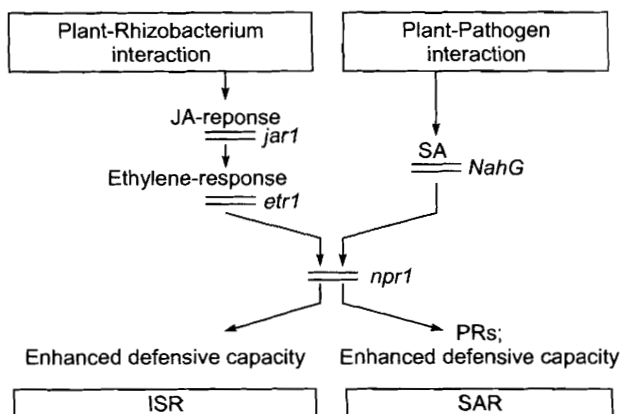 Plant-Rhizobacterium
interaction
Plant-Pathogen
interaction
JA-reponse
jar1
SA
NahG
Ethylene-response
etr1
npr1
PRs;
Enhanced defensive capacity
Enhanced defensive capacity
ISR
SAR